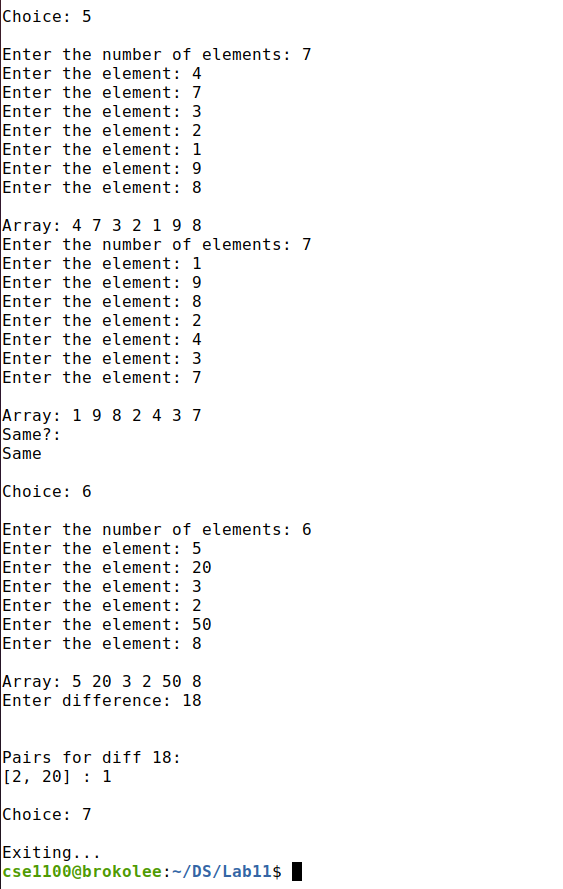 Choice: 5
Enter the number of elements: 7
Enter the element: 4
Enter the element: 7
Enter the element: 3
Enter the element: 2
Enter the element: 1
Enter the element: 9
Enter the element: 8
Array: 4 7 3 2 1 9 8
Enter the number of elements: 7
Enter the element: 1
Enter the element: 9
Enter the element: 8
Enter the element: 2
Enter the element: 4
Enter the element: 3
Enter the element: 7
Array: 1 9 8 2 4 3 7
Same?:
Same
Choice: 6
Enter the number of elements: 6
Enter the element: 5
Enter the element: 20
Enter the element: 3
Enter the element: 2
Enter the element: 50
Enter the element: 8
Array: 5 20 3 2 50 8
Enter difference: 18
Pairs for diff 18:
[2, 20] : 1
Choice: 7
Exiting...
cse1100@brokolee:~/DS/Lab11$